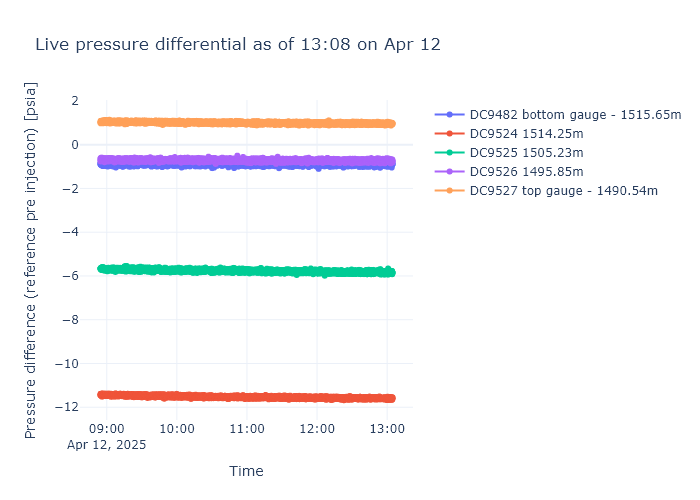 Live pressure differential as of 13:08 on Apr 12
Pressure difference (reference pre injection) [psia]
2
0
−2
−4
−6
−8
−10
−12
09:00
Apr 12, 2025
10:00
11:00
12:00
13:00
Time
DC9482 bottom gauge - 1515.65m
DC9524 1514.25m
DC9525 1505.23m
DC9526 1495.85m
DC9527 top gauge - 1490.54m